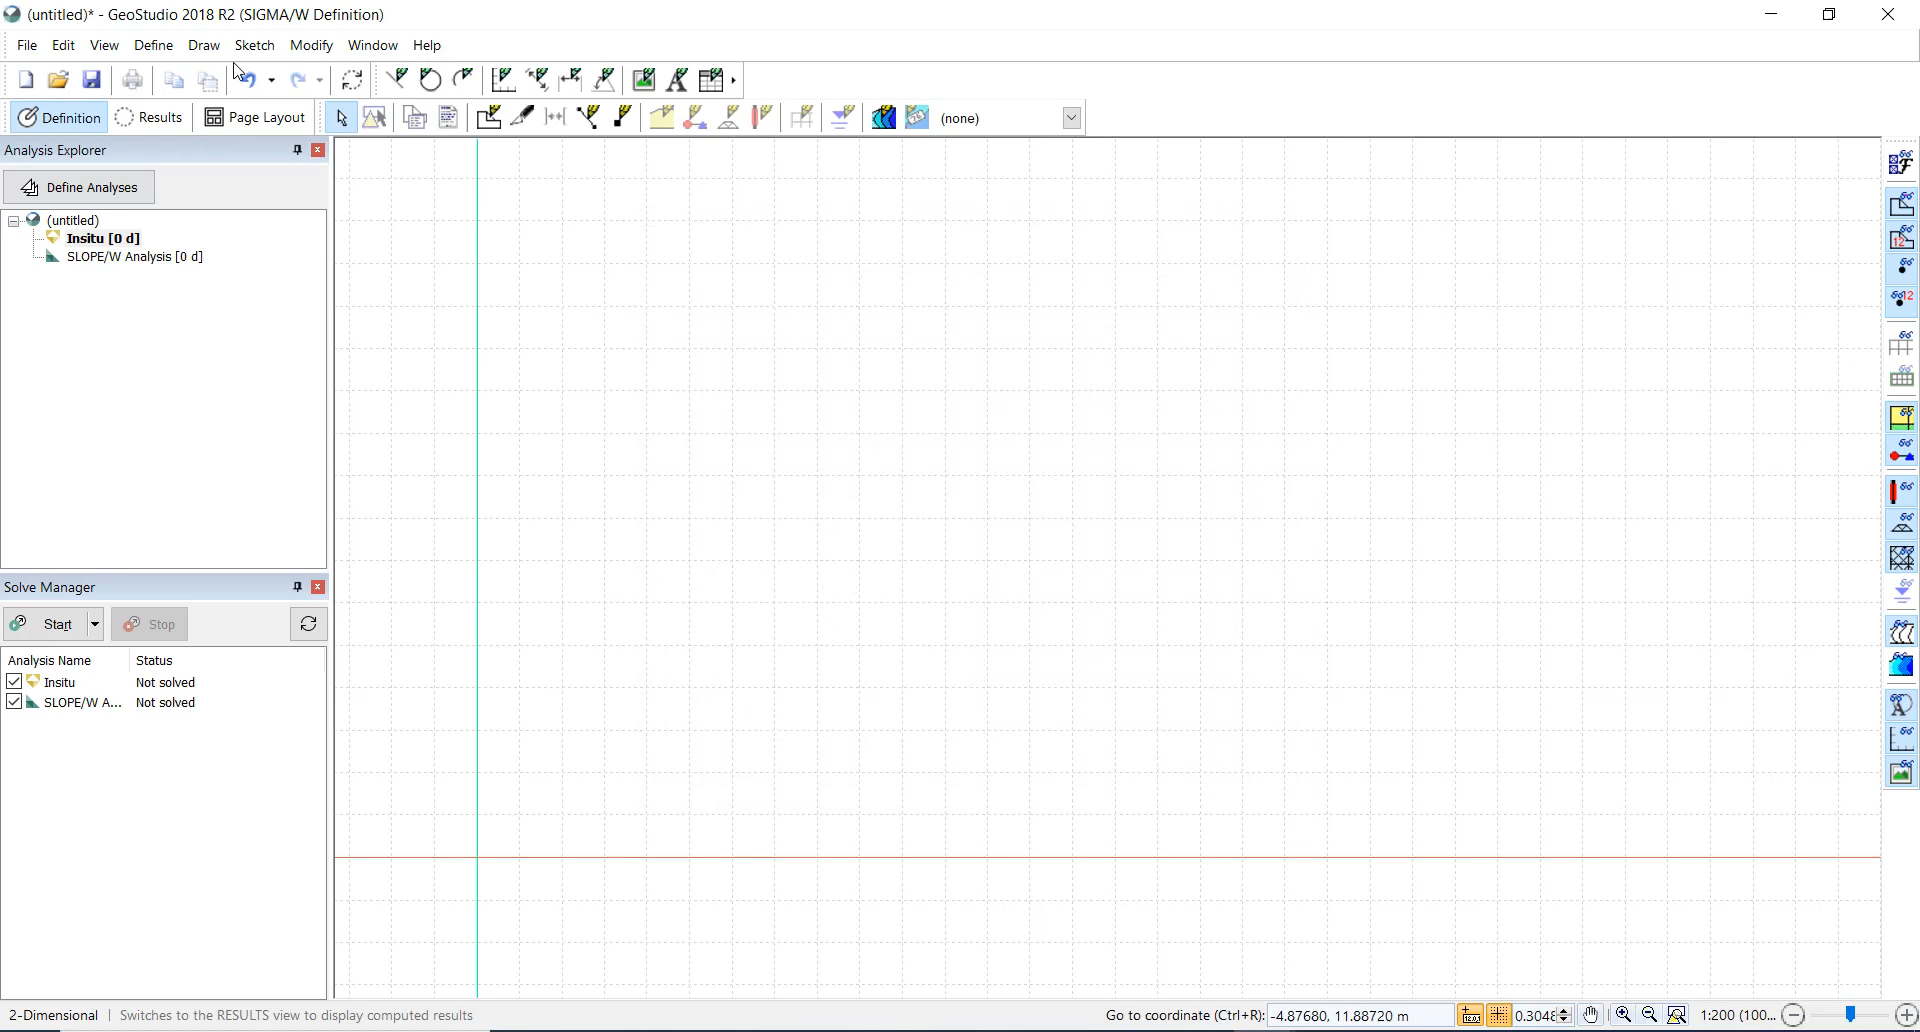 (untitled)* - GeoStudio 2018 R2 (SIGMA/W Definition)
File Edit View Define Draw Sketch Modify Window Help
Definition Results Page Layout (none)
Analysis Explorer
Define Analyses
(untitled)
Insitu [0 d]
SLOPE/W Analysis [0 d]
Solve Manager
Start Stop
Analysis Name Status
Insitu Not solved
SLOPE/W A... Not solved
2-Dimensional Switches to the RESULTS view to display computed results Go to coordinate (Ctrl+R): -4.87680, 11.88720 m 0.3048 1:200 (100...